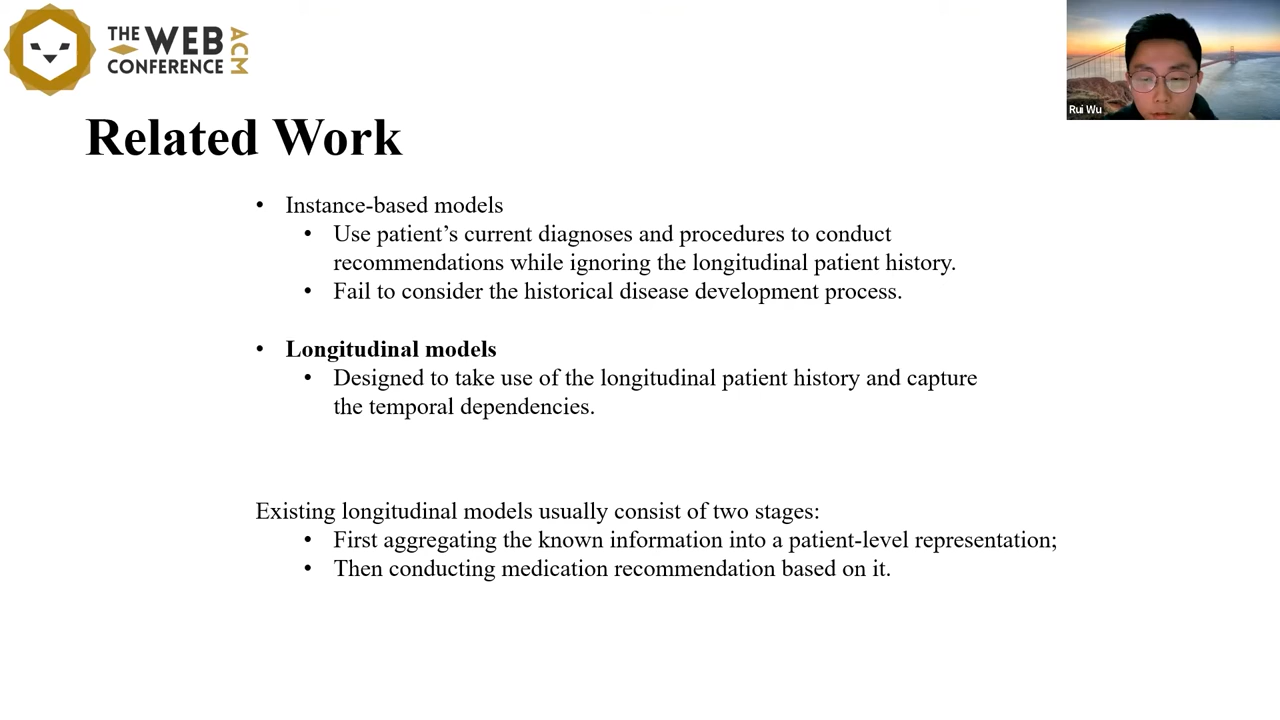 THE WEB
CONFERENCE
ACM
Rui Wu
Related Work
• Instance-based models
• Use patient’s current diagnoses and procedures to conduct
recommendations while ignoring the longitudinal patient history.
• Fail to consider the historical disease development process.
• Longitudinal models
• Designed to take use of the longitudinal patient history and capture
the temporal dependencies.
Existing longitudinal models usually consist of two stages:
• First aggregating the known information into a patient-level representation;
• Then conducting medication recommendation based on it.